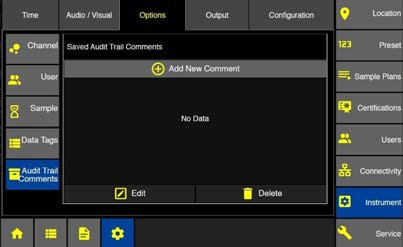 Time
Audio / Visual
Options
Output
Configuration
Location
123
Preset
Sample Plans
Certifications
Users
Connectivity
Instrument
Service
Channel
User
Sample
Data Tags
Audit Trail
Comments
Saved Audit Trail Comments
Add New Comment
No Data
Edit
Delete